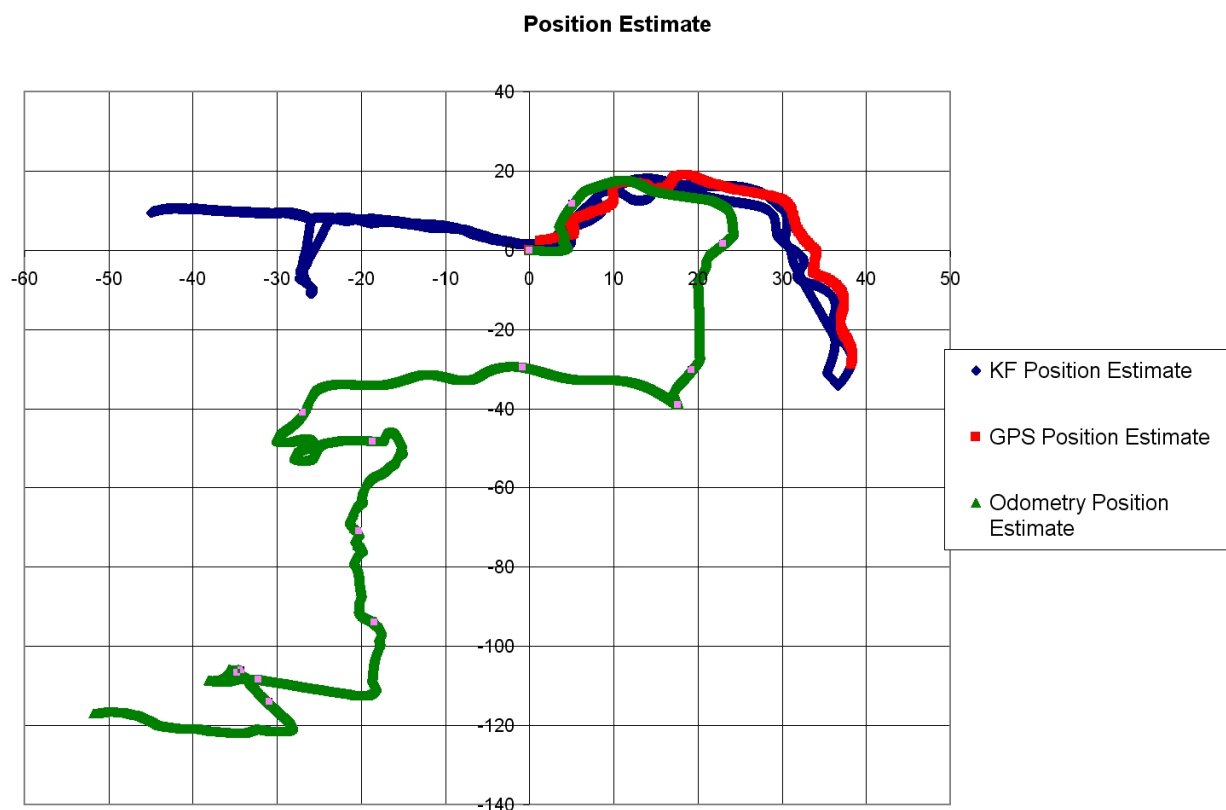 Position Estimate
40
20
0
-60 -50 -40 -30 -20 -10 0 10 20 30 40 50
-20
-40
-60
-80
-100
-120
-140
KF Position Estimate
GPS Position Estimate
Odometry Position
Estimate